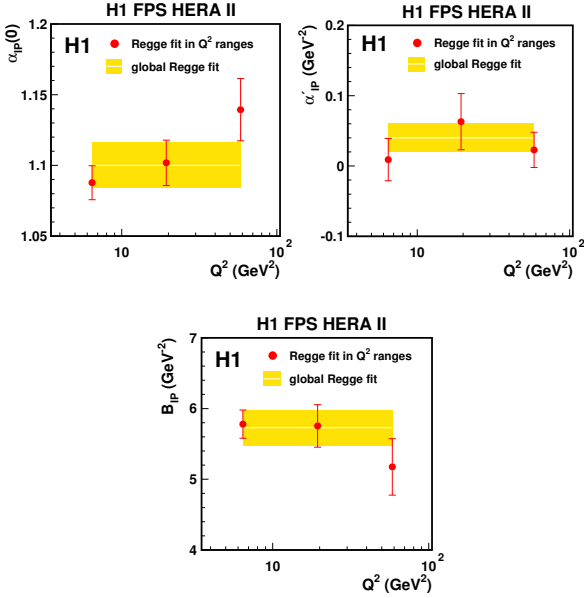 H1 FPS HERA II
H1
Regge fit in Q² ranges
global Regge fit
α_IP(0)
1.2
1.15
1.1
1.05
10
10²
Q² (GeV²)
H1 FPS HERA II
H1
Regge fit in Q² ranges
global Regge fit
α′_IP (GeV⁻²)
0.2
0.1
0
-0.1
10
10²
Q² (GeV²)
H1 FPS HERA II
H1
Regge fit in Q² ranges
global Regge fit
B_IP (GeV⁻²)
7
6
5
4
10
10²
Q² (GeV²)